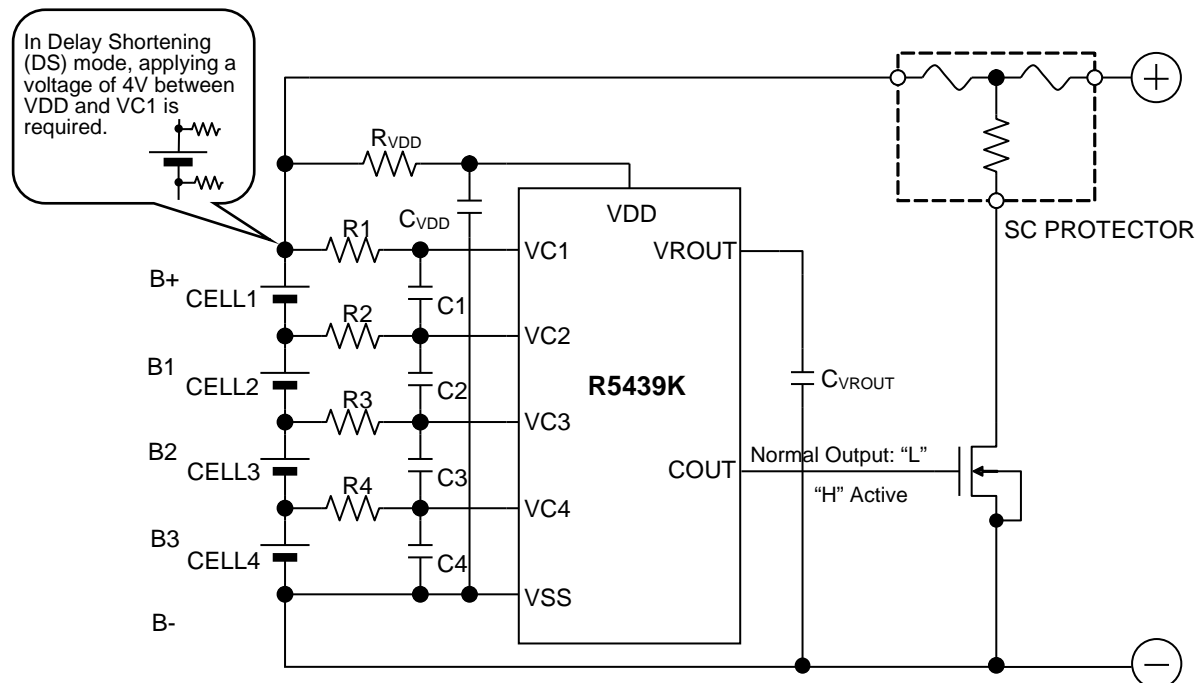 In Delay Shortening
(DS) mode, applying a
voltage of 4V between
VDD and VC1 is
required.
+
RVDD
VDD
CVDD
SC PROTECTOR
R1
VC1
VROUT
B+
CELL1
C1
R2
VC2
B1
CELL2
C2
R5439K
CVROUT
R3
VC3
B2
CELL3
C3
COUT
Normal Output: “L”
“H” Active
R4
VC4
B3
CELL4
C4
VSS
B-
−